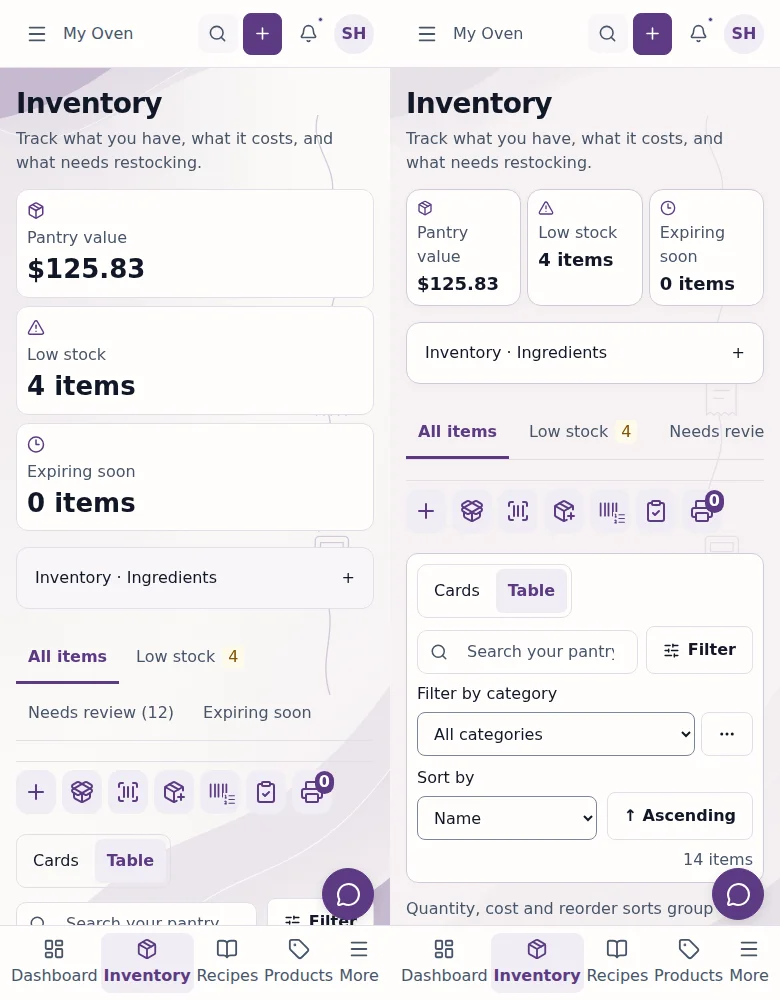 My Oven
SH
Inventory
Track what you have, what it costs, and
what needs restocking.
Pantry value
$125.83
Low stock
4 items
Expiring soon
0 items
Inventory · Ingredients
+
All items
Low stock 4
Needs review (12)
Expiring soon
0
Cards
Table
Search your pantry
Filter
Dashboard
Inventory
Recipes
Products
More
My Oven
SH
Inventory
Track what you have, what it costs, and
what needs restocking.
Pantry
value
$125.83
Low stock
4 items
Expiring
soon
0 items
Inventory · Ingredients
+
All items
Low stock 4
Needs revie
0
Cards
Table
Search your pantry
Filter
Filter by category
All categories
...
Sort by
Name
↑ Ascending
14 items
Quantity, cost and reorder sorts group
Dashboard
Inventory
Recipes
Products
More